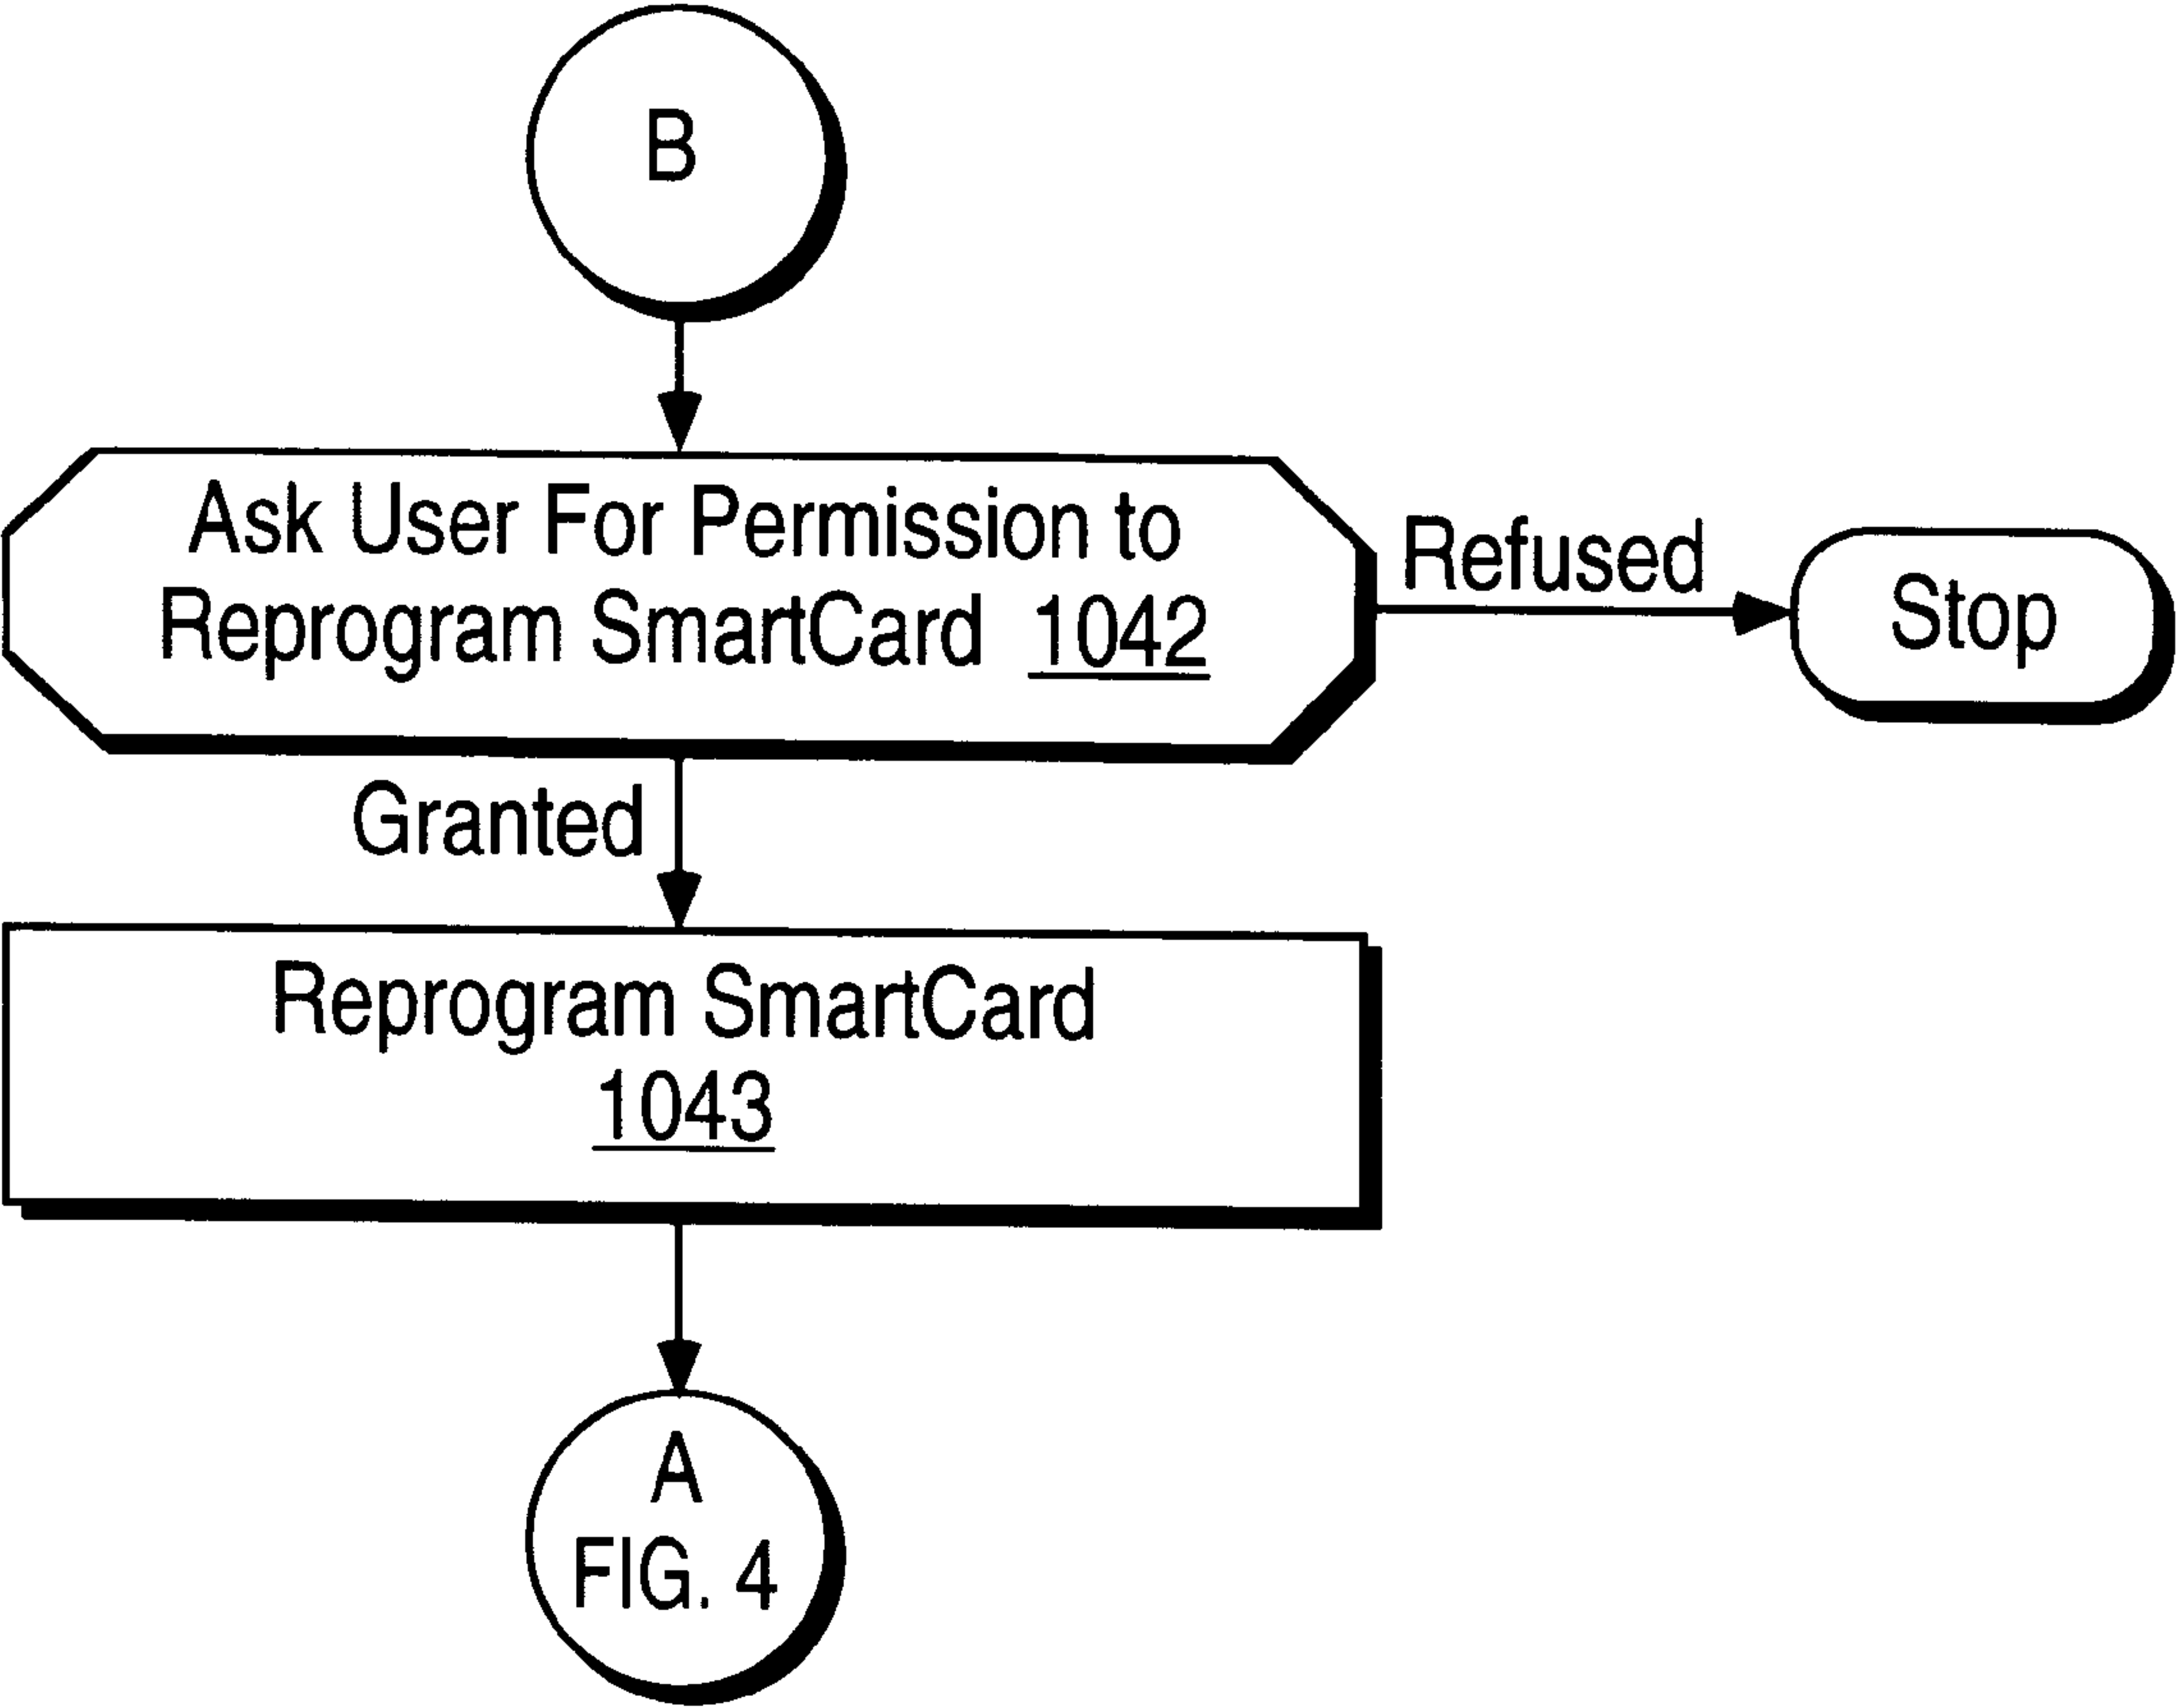 B
Ask User For Permission to
Reprogram SmartCard 1042
Refused
Stop
Granted
Reprogram SmartCard
1043
A
FIG. 4